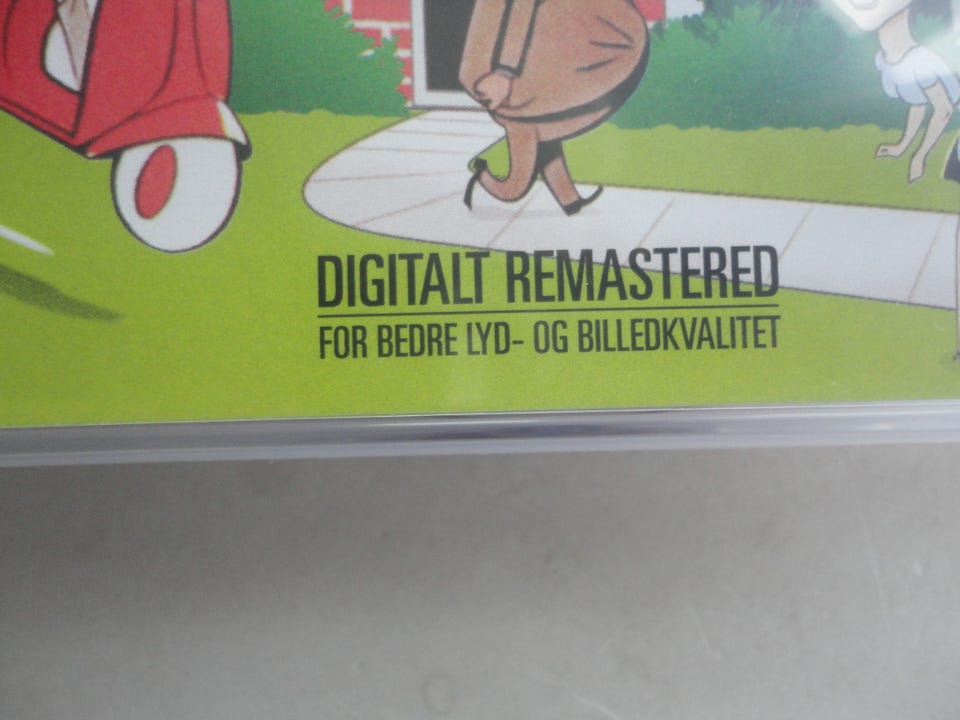 DIGITALT REMASTERED
FOR BEDRE LYD- OG BILLEDKVALITET